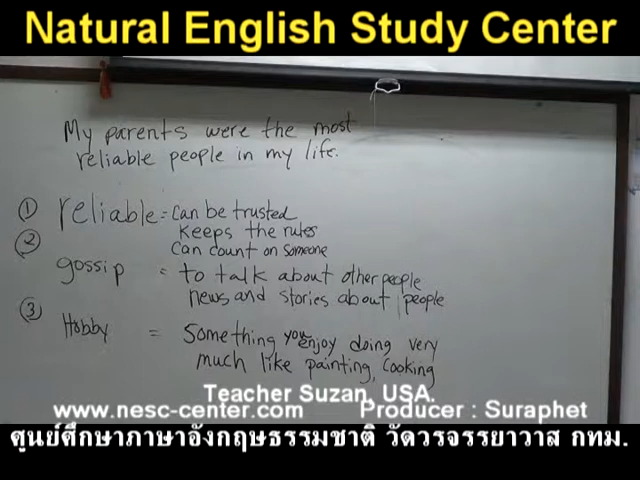 Natural English Study Center
My parents were the most
reliable people in my life.
① reliable = Can be trusted
Keeps the rules
② Can count on someone
gossip = to talk about other people
news and stories about people
③ Hobby = Something you enjoy doing very
much like painting, cooking
Teacher Suzan, USA.
www.nesc-center.com Producer : Suraphet
ศูนย์ศึกษาภาษาอังกฤษธรรมชาติ วัดวรจรรยาวาส กทม.